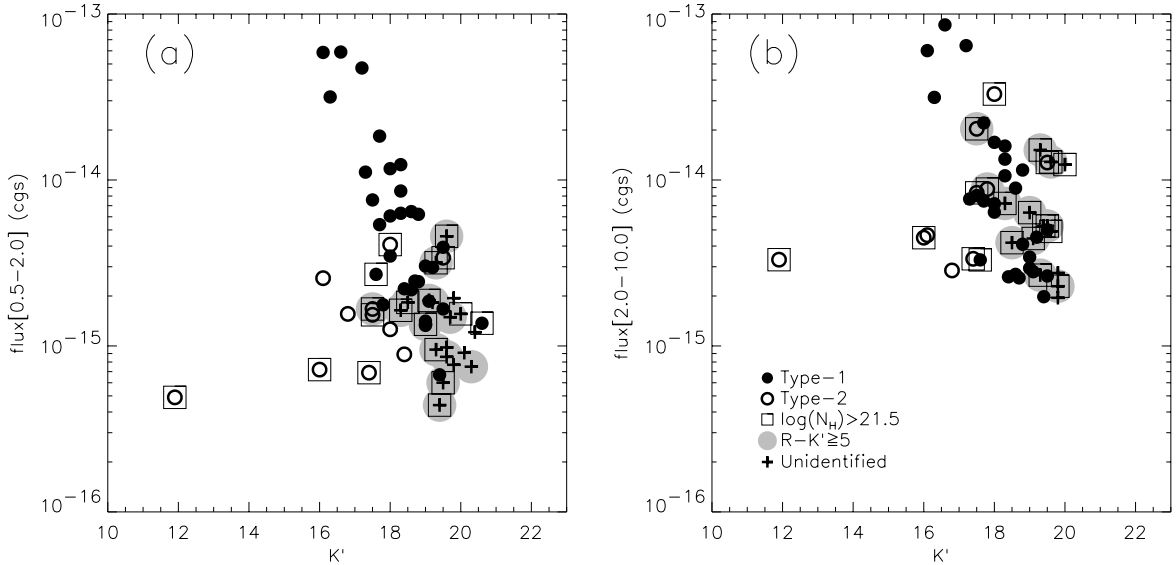 (a)
10⁻¹³
10⁻¹⁴
10⁻¹⁵
10⁻¹⁶
flux[0.5−2.0] (cgs)
10 12 14 16 18 20 22
K'
(b)
10⁻¹³
10⁻¹⁴
10⁻¹⁵
10⁻¹⁶
flux[2.0−10.0] (cgs)
Type−1
Type−2
log(N_H)>21.5
R−K'≧5
Unidentified
10 12 14 16 18 20 22
K'